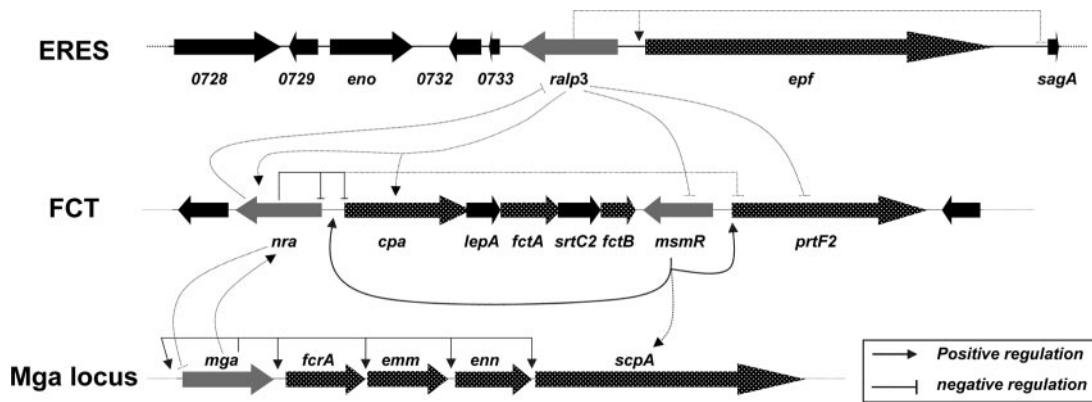 ERES
0728 0729 eno 0732 0733 ralp3 epf sagA
FCT
nra cpa lepA fctA srtC2 fctB msmR prtF2
Mga locus
mga fcrA emm enn scpA
Positive regulation
negative regulation